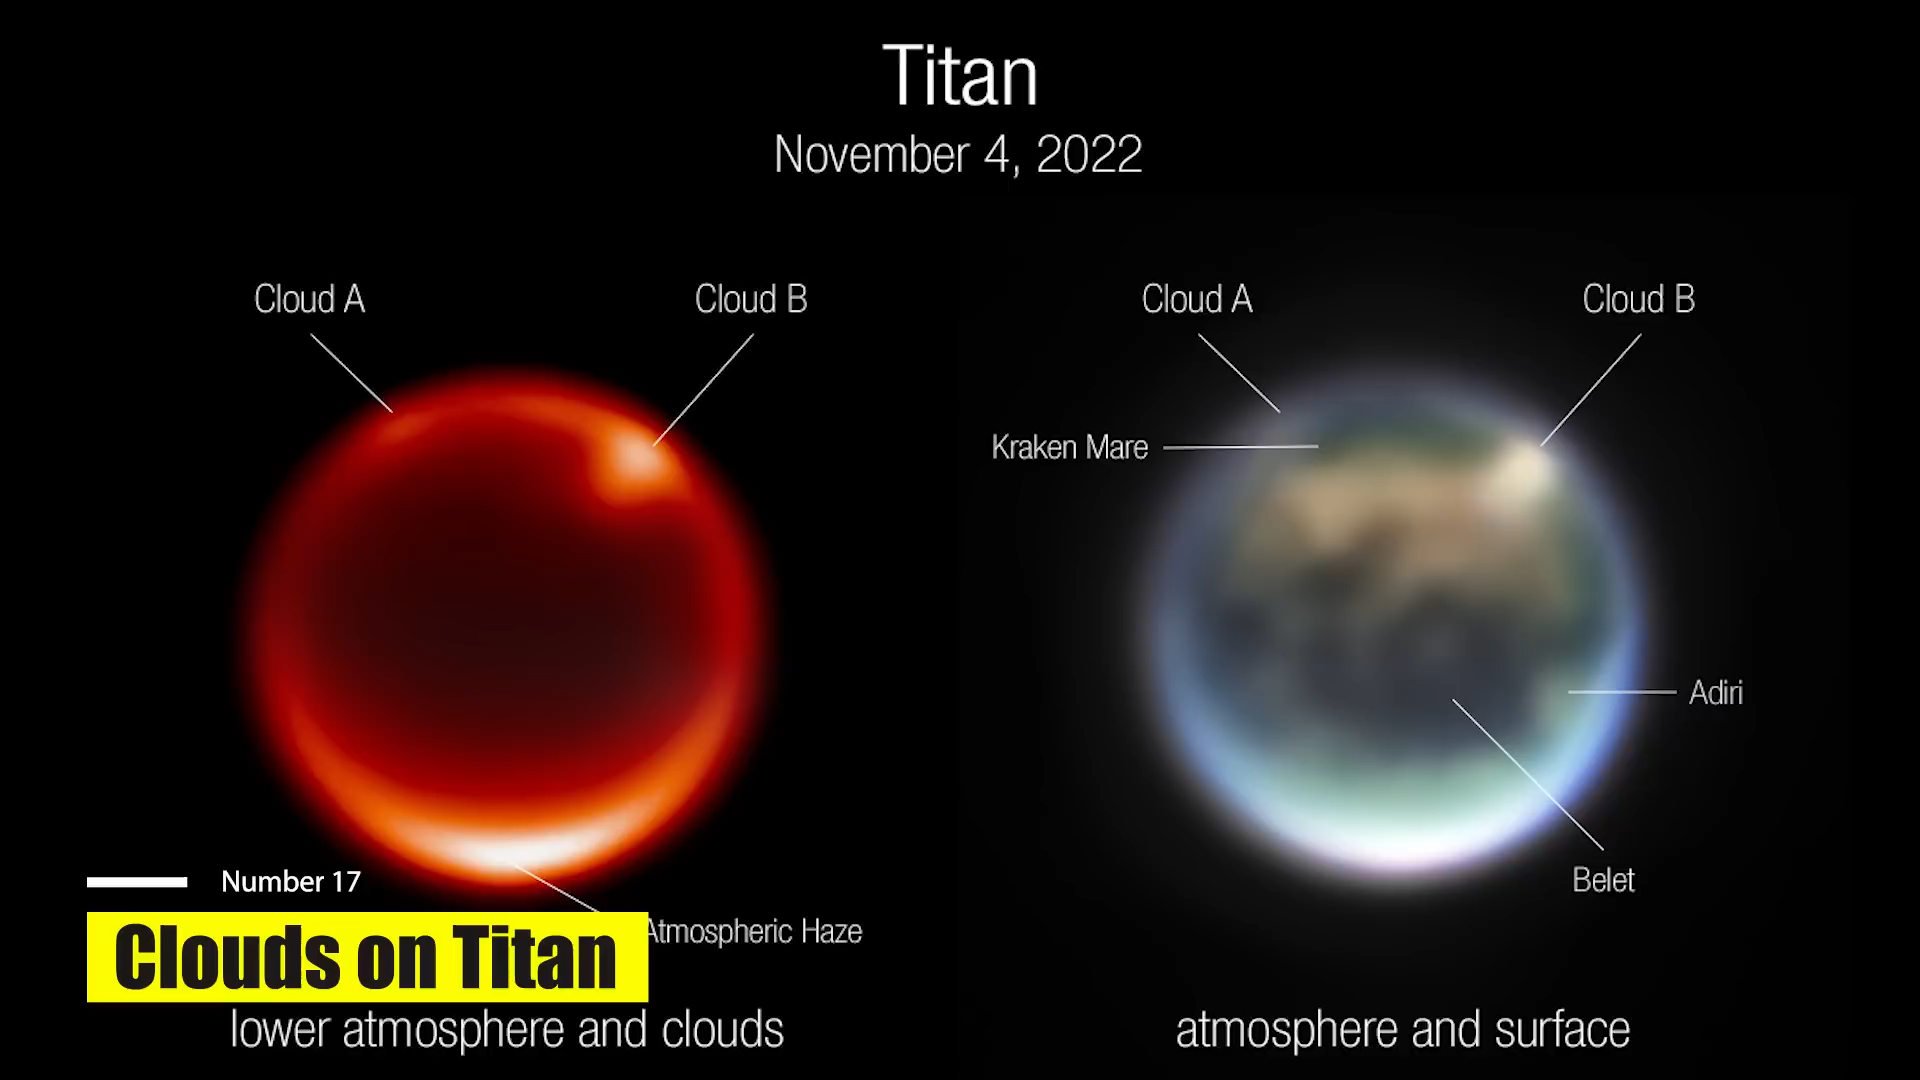 Titan
November 4, 2022
Cloud A
Cloud B
Cloud A
Cloud B
Kraken Mare
Adiri
Belet
Number 17
Clouds on Titan
Atmospheric Haze
lower atmosphere and clouds
atmosphere and surface